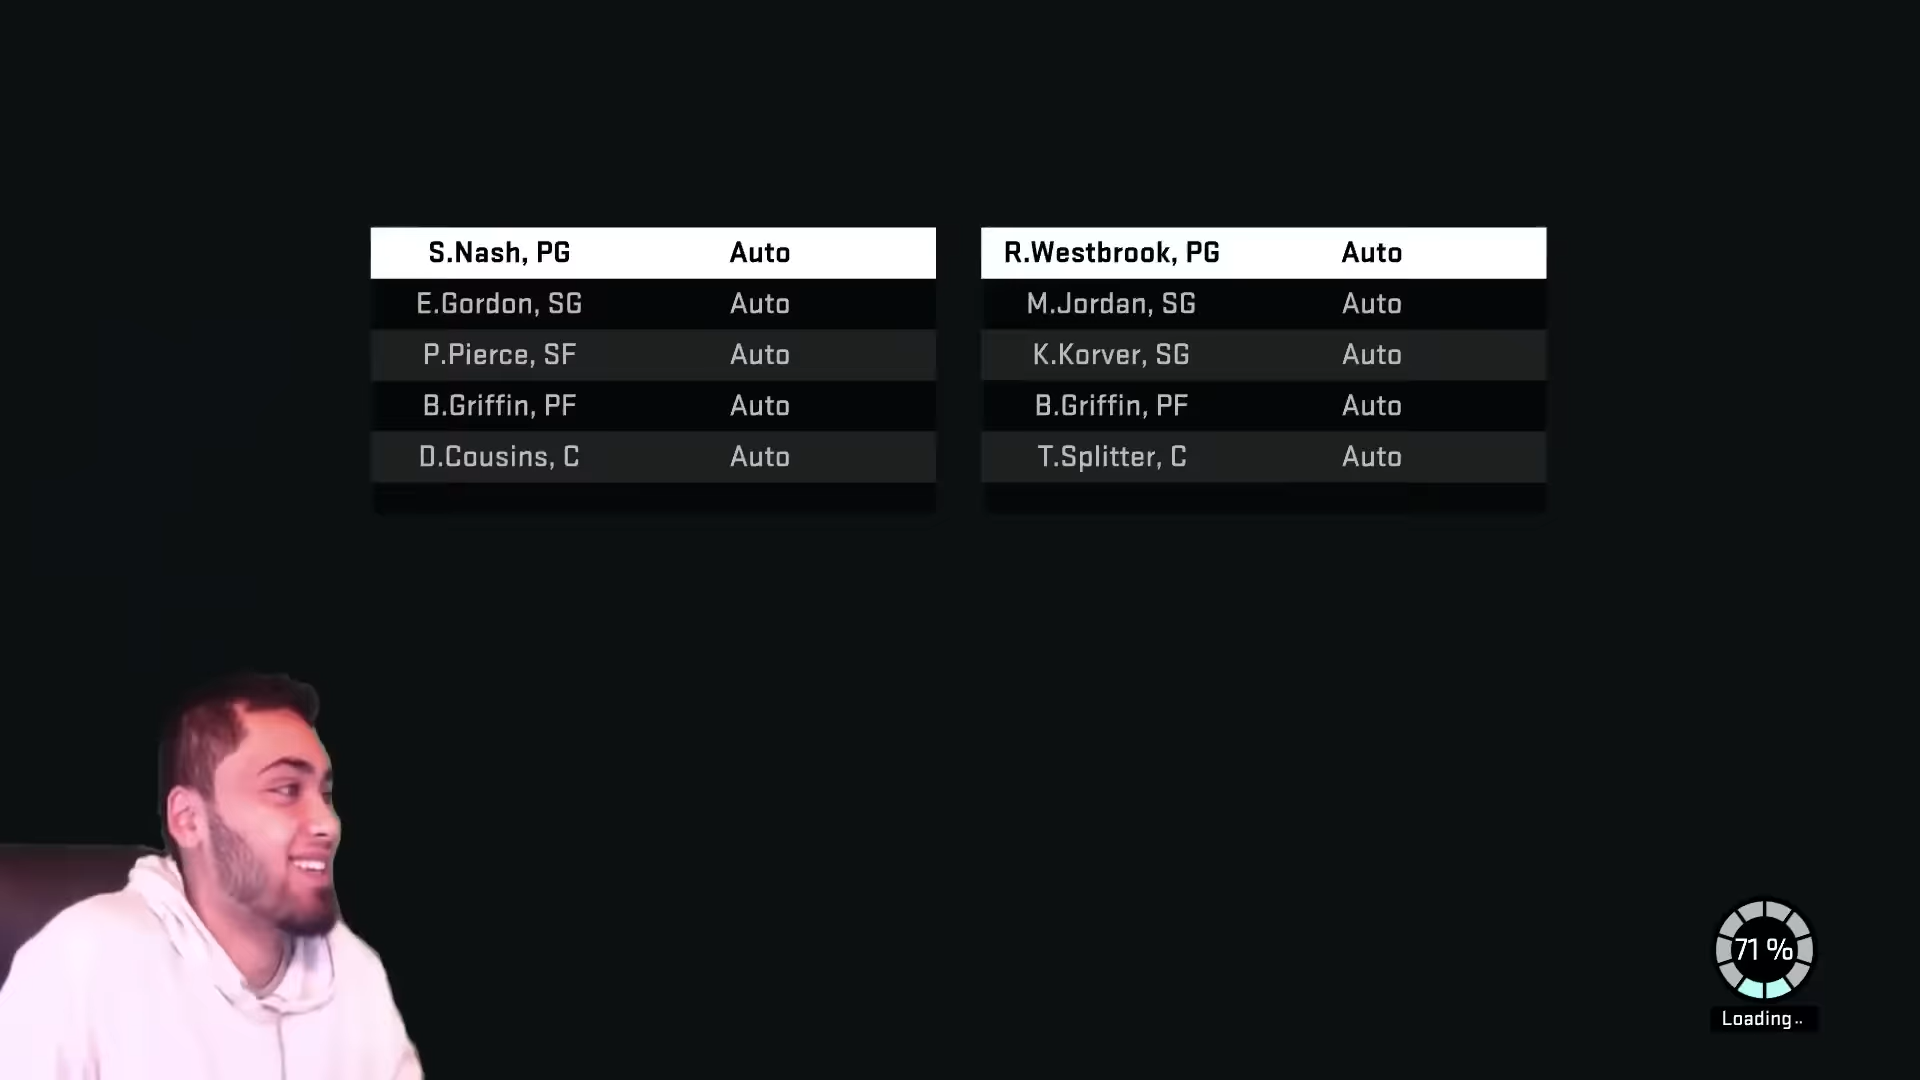 S.Nash, PG Auto
E.Gordon, SG Auto
P.Pierce, SF Auto
B.Griffin, PF Auto
D.Cousins, C Auto
R.Westbrook, PG Auto
M.Jordan, SG Auto
K.Korver, SG Auto
B.Griffin, PF Auto
T.Splitter, C Auto
71 %
Loading..